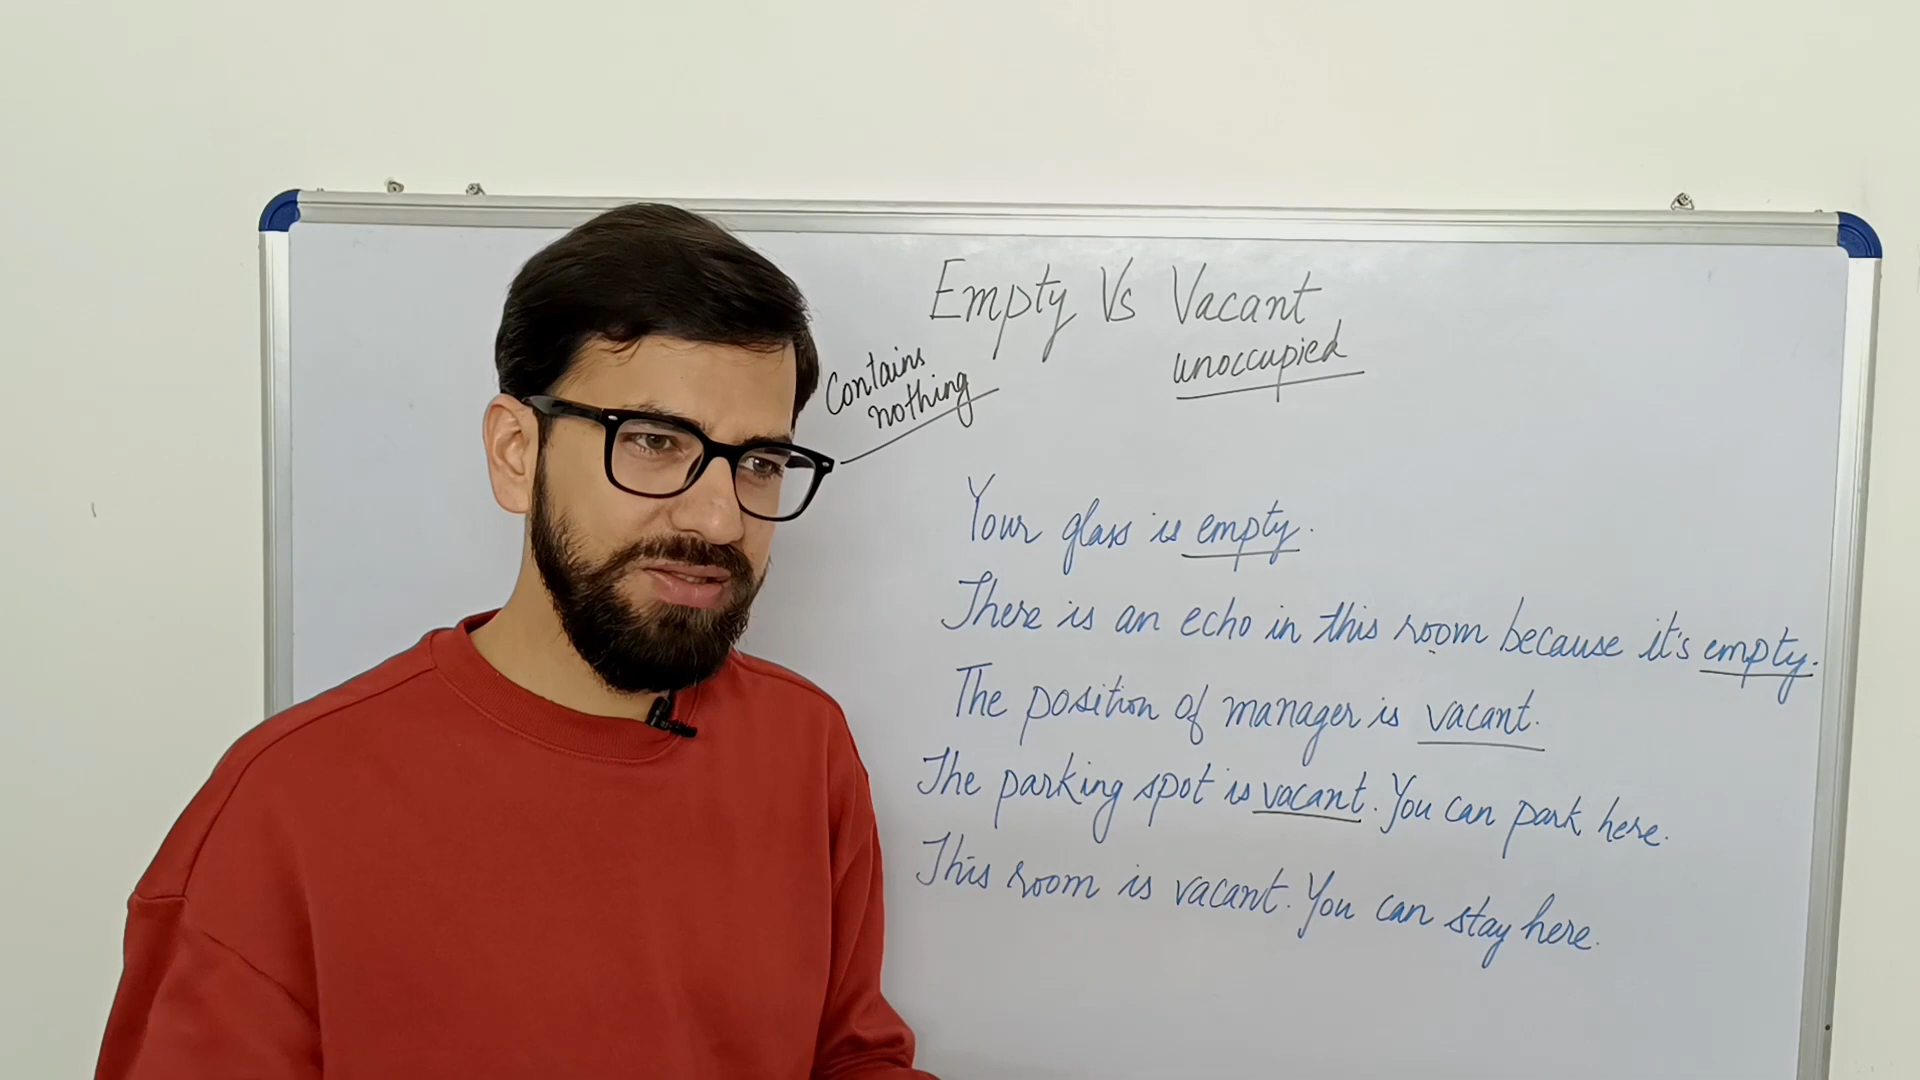 Empty Vs Vacant
Contains
nothing
unoccupied
Your glass is empty.
There is an echo in this room because it's empty.
The position of manager is vacant.
The parking spot is vacant. You can park here.
This room is vacant. You can stay here.